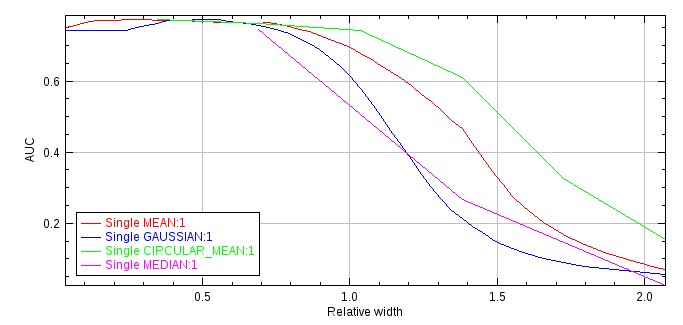 AUC
0.6
0.4
0.2
Single MEAN:1
Single GAUSSIAN:1
Single CIRCULAR_MEAN:1
Single MEDIAN:1
0.5 1.0 1.5 2.0
Relative width